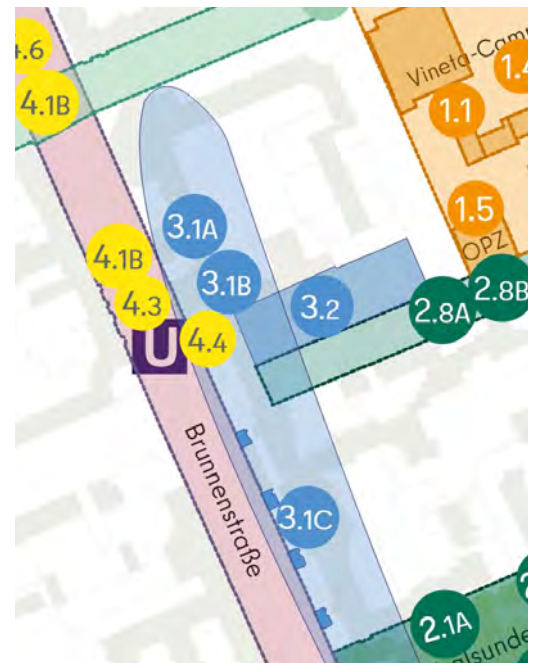 4.6
4.1B
Vineta-Camp
1.4
1.1
1.5
OPZ
3.1A
4.1B
3.1B
4.3
3.2
2.8A
2.8B
U
4.4
Brunnenstraße
3.1C
2.1A
alsunde